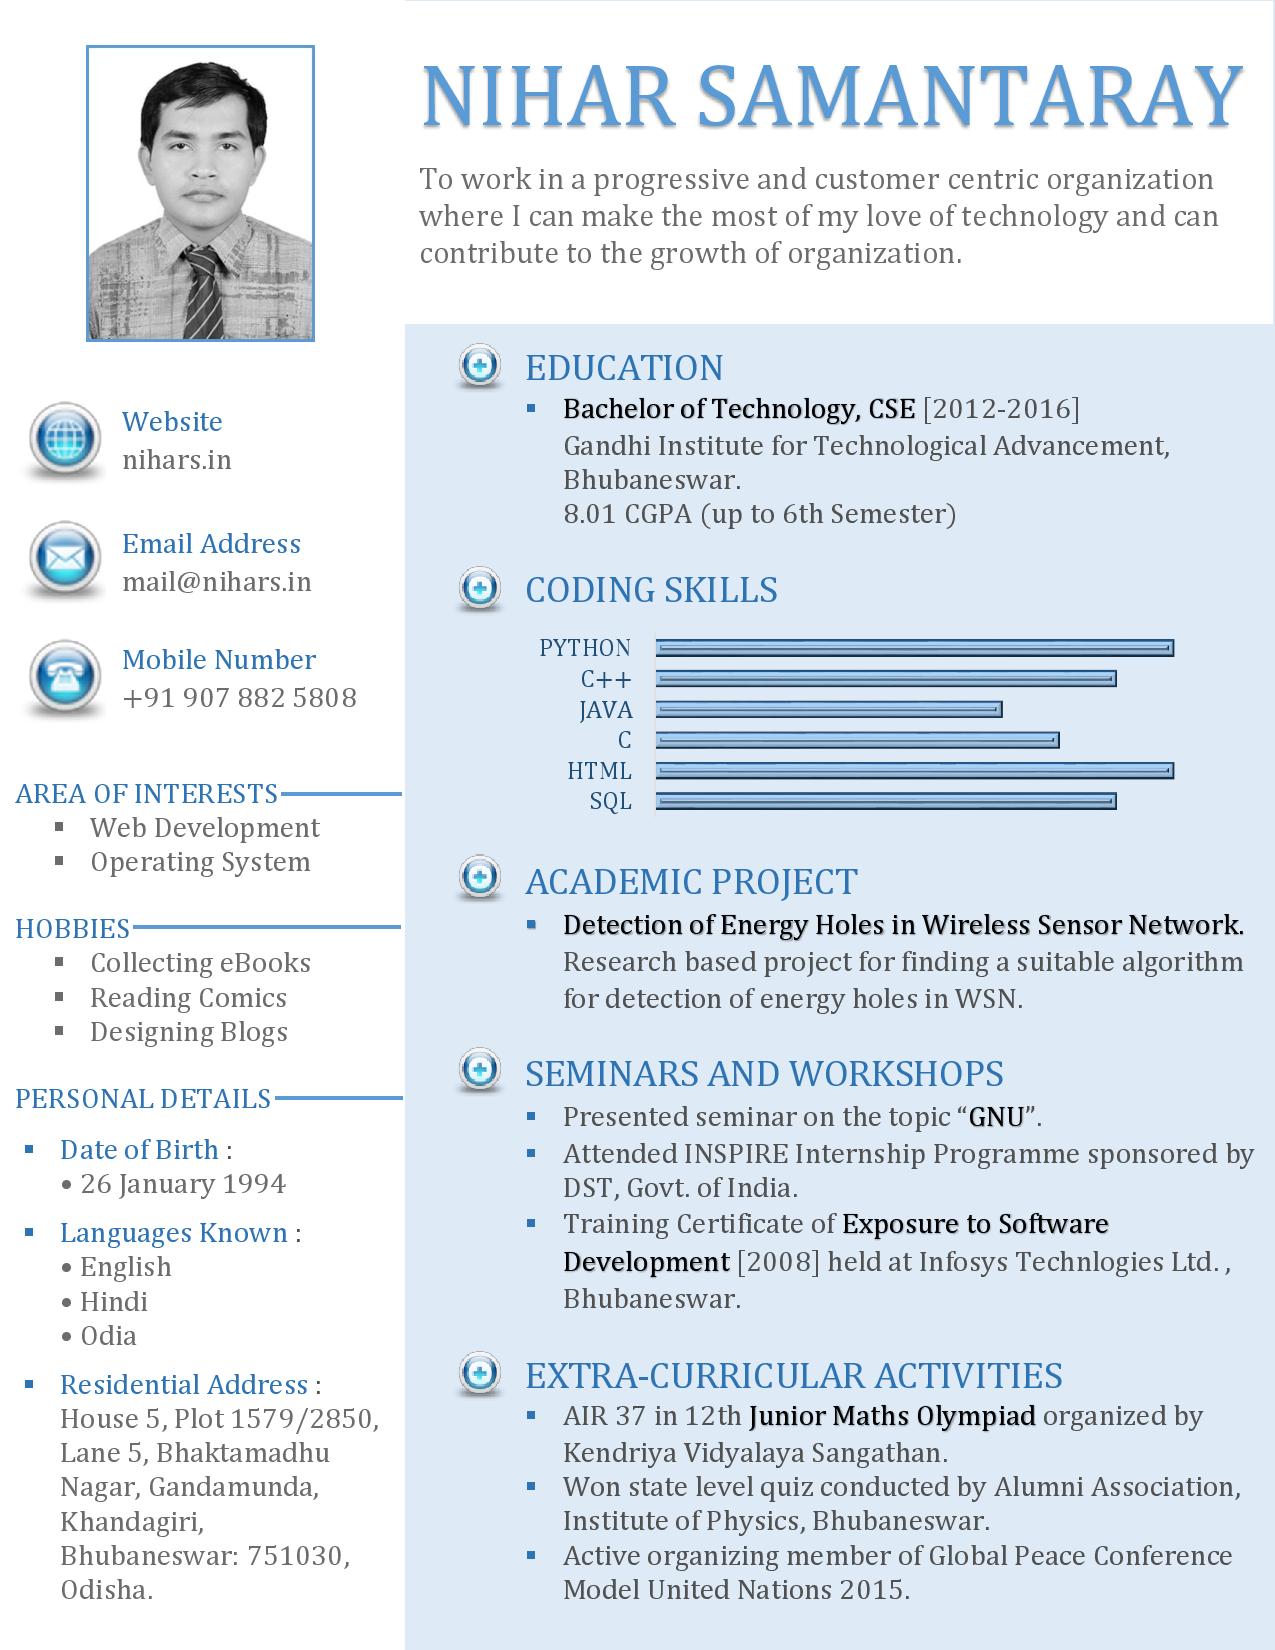 NIHAR SAMANTARAY
To work in a progressive and customer centric organization
where I can make the most of my love of technology and can
contribute to the growth of organization.
Website
nihars.in
Email Address
mail@nihars.in
Mobile Number
+91 907 882 5808
AREA OF INTERESTS
▪ Web Development
▪ Operating System
HOBBIES
▪ Collecting eBooks
▪ Reading Comics
▪ Designing Blogs
PERSONAL DETAILS
▪ Date of Birth :
• 26 January 1994
▪ Languages Known :
• English
• Hindi
• Odia
▪ Residential Address :
House 5, Plot 1579/2850,
Lane 5, Bhaktamadhu
Nagar, Gandamunda,
Khandagiri,
Bhubaneswar: 751030,
Odisha.
EDUCATION
▪ Bachelor of Technology, CSE [2012-2016]
Gandhi Institute for Technological Advancement,
Bhubaneswar.
8.01 CGPA (up to 6th Semester)
CODING SKILLS
PYTHON
C++
JAVA
C
HTML
SQL
ACADEMIC PROJECT
▪ Detection of Energy Holes in Wireless Sensor Network.
Research based project for finding a suitable algorithm
for detection of energy holes in WSN.
SEMINARS AND WORKSHOPS
▪ Presented seminar on the topic “GNU”.
▪ Attended INSPIRE Internship Programme sponsored by
DST, Govt. of India.
▪ Training Certificate of Exposure to Software
Development [2008] held at Infosys Technlogies Ltd. ,
Bhubaneswar.
EXTRA-CURRICULAR ACTIVITIES
▪ AIR 37 in 12th Junior Maths Olympiad organized by
Kendriya Vidyalaya Sangathan.
▪ Won state level quiz conducted by Alumni Association,
Institute of Physics, Bhubaneswar.
▪ Active organizing member of Global Peace Conference
Model United Nations 2015.